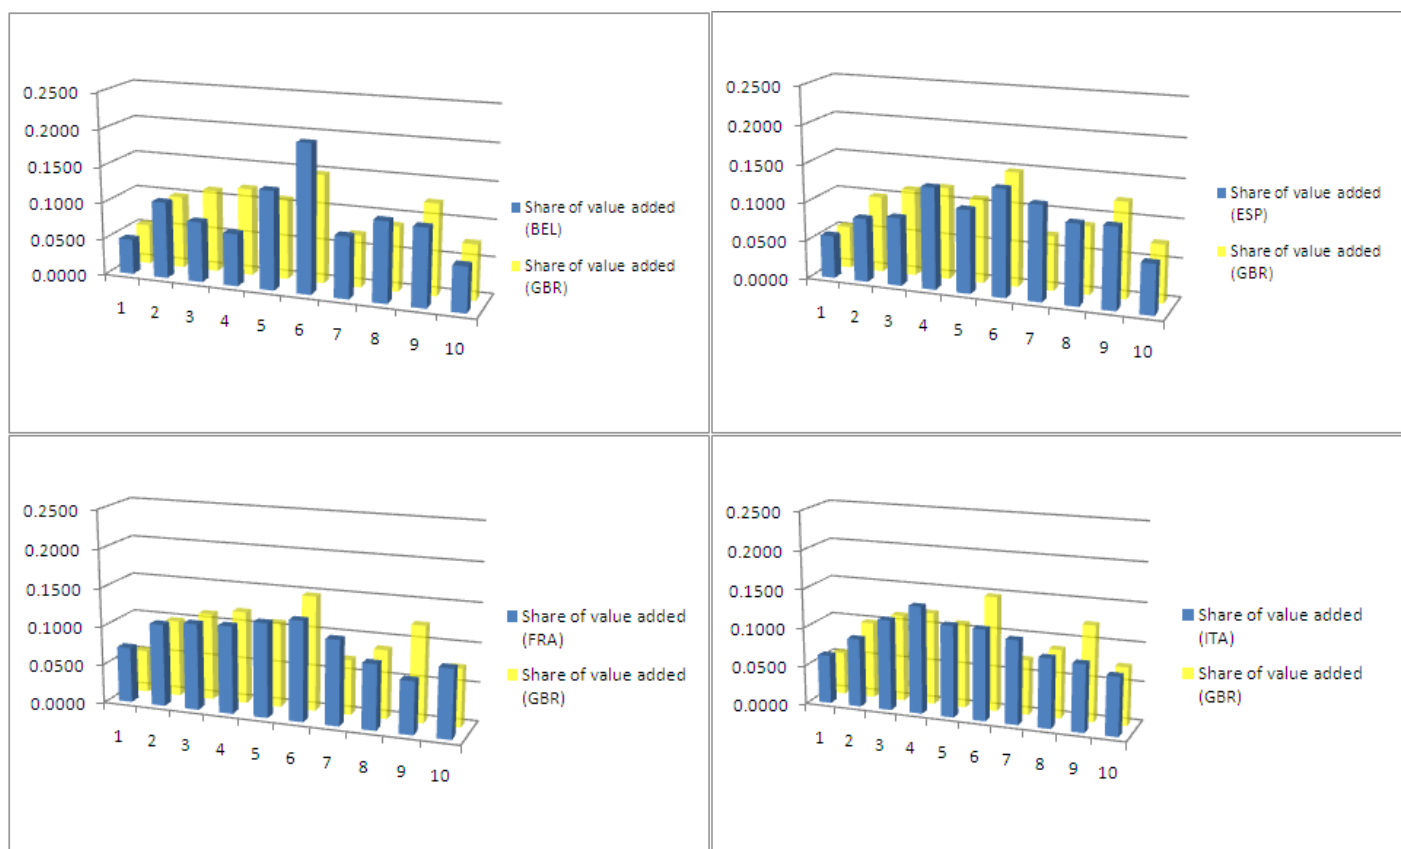 0.2500
0.2000
0.1500
0.1000
0.0500
0.0000
1 2 3 4 5 6 7 8 9 10
Share of value added
(BEL)
Share of value added
(GBR)
0.2500
0.2000
0.1500
0.1000
0.0500
0.0000
1 2 3 4 5 6 7 8 9 10
Share of value added
(ESP)
Share of value added
(GBR)
0.2500
0.2000
0.1500
0.1000
0.0500
0.0000
1 2 3 4 5 6 7 8 9 10
Share of value added
(FRA)
Share of value added
(GBR)
0.2500
0.2000
0.1500
0.1000
0.0500
0.0000
1 2 3 4 5 6 7 8 9 10
Share of value added
(ITA)
Share of value added
(GBR)